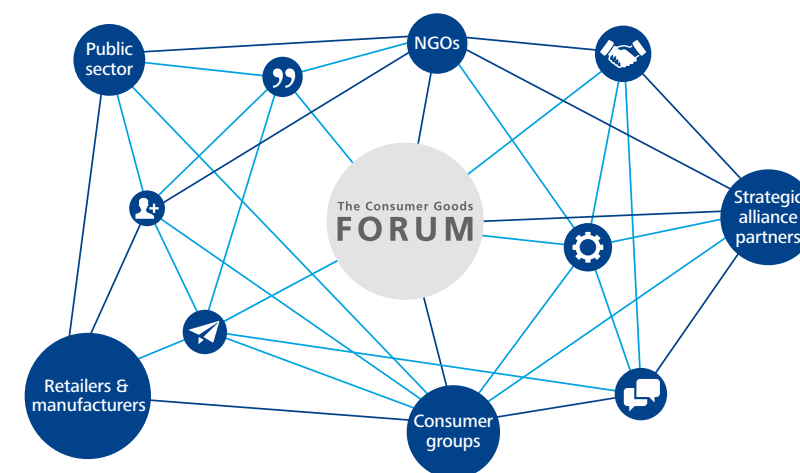 Public
sector
NGOs
The Consumer Goods
FORUM
Strategic
alliance
partners
Retailers &
manufacturers
Consumer
groups